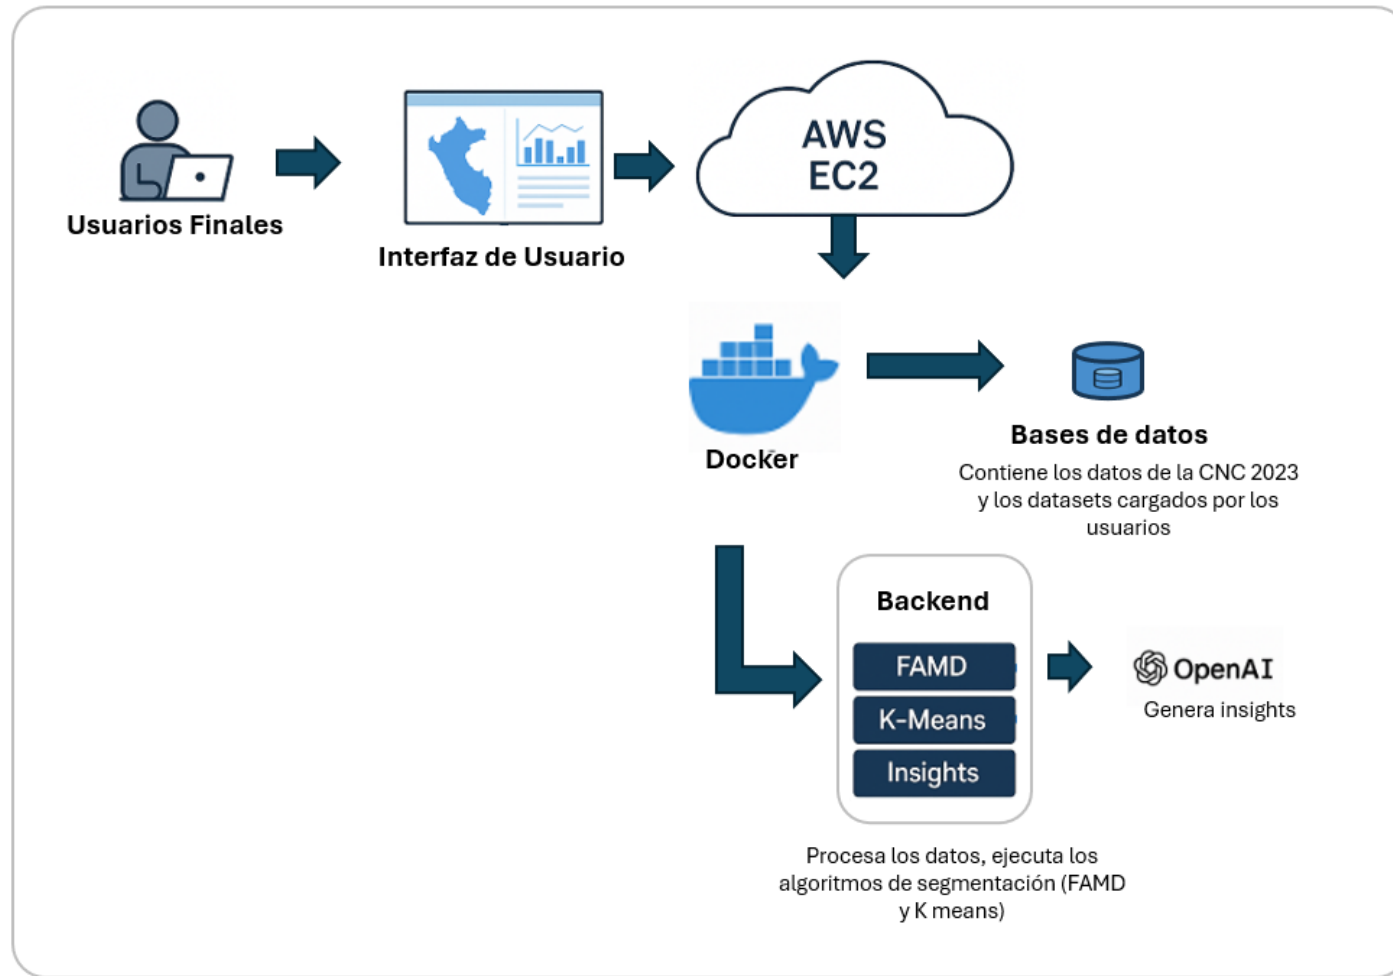 AWS
EC2
Usuarios Finales
Interfaz de Usuario
Docker
Bases de datos
Contiene los datos de la CNC 2023
y los datasets cargados por los
usuarios
Backend
FAMD
K-Means
Insights
OpenAI
Genera insights
Procesa los datos, ejecuta los
algoritmos de segmentación (FAMD
y K means)